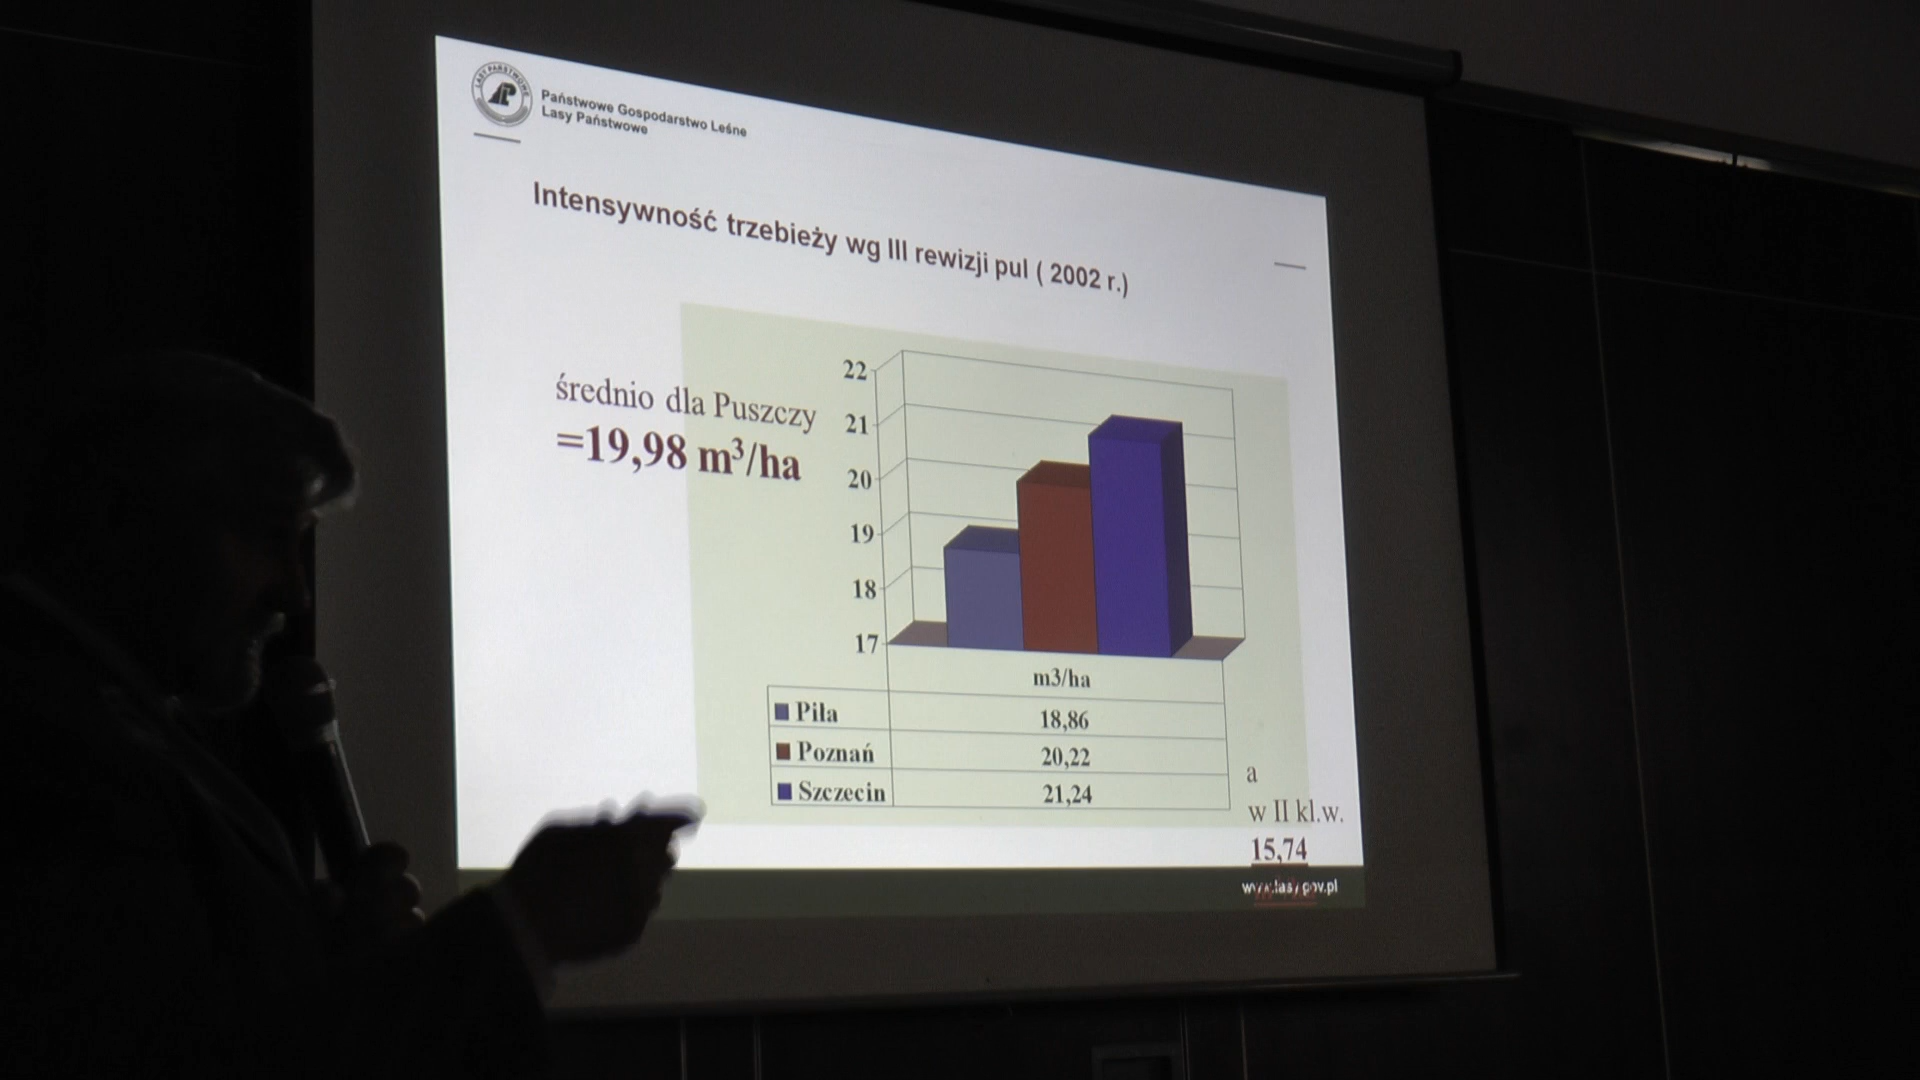 LASY PAŃSTWOWE
Państwowe Gospodarstwo Leśne
Lasy Państwowe
Intensywność trzebieży wg III rewizji pul ( 2002 r.)
średnio dla Puszczy
=19,98 m³/ha
22
21
20
19
18
17
m3/ha
Piła 18,86
Poznań 20,22
Szczecin 21,24
a
w II kl.w.
15,74